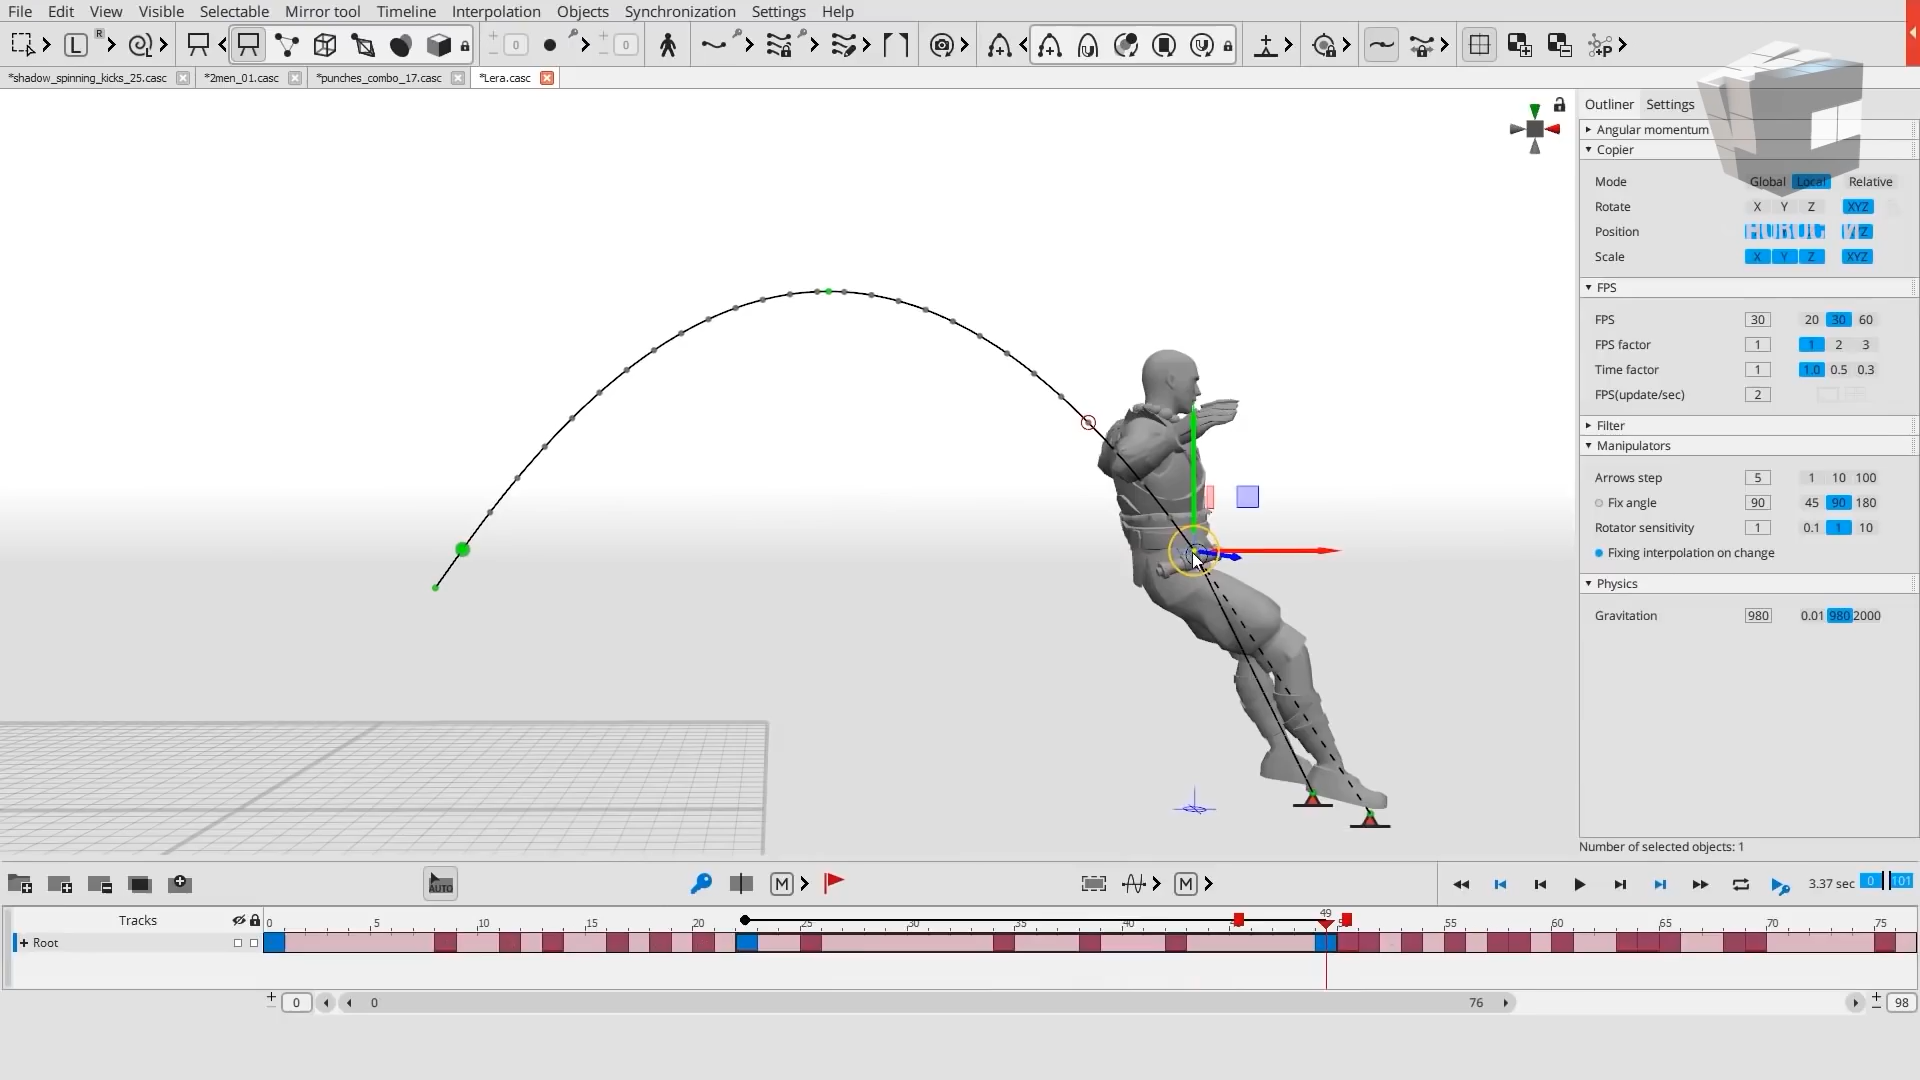 File Edit View Visible Selectable Mirror tool Timeline Interpolation Objects Synchronization Settings Help
L R 0 0
*shadow_spinning_kicks_25.casc *2men_01.casc *punches_combo_17.casc *Lera.casc
Outliner Settings
Angular momentum
Copier
Mode Global Local Relative
Rotate X Y Z XYZ
Position
Scale X Y Z XYZ
FPS
FPS 30 20 30 60
FPS factor 1 1 2 3
Time factor 1 1.0 0.5 0.3
FPS(update/sec) 2
Filter
Manipulators
Arrows step 5 1 10 100
Fix angle 90 45 90 180
Rotator sensitivity 1 0.1 1 10
Fixing interpolation on change
Physics
Gravitation 980 0.01 980 2000
Number of selected objects: 1
AUTO M M 3.37 sec 0 101
Tracks 0 5 10 15 20 25 30 35 40 49 55 60 65 70 75
+ Root
0 0 76 98